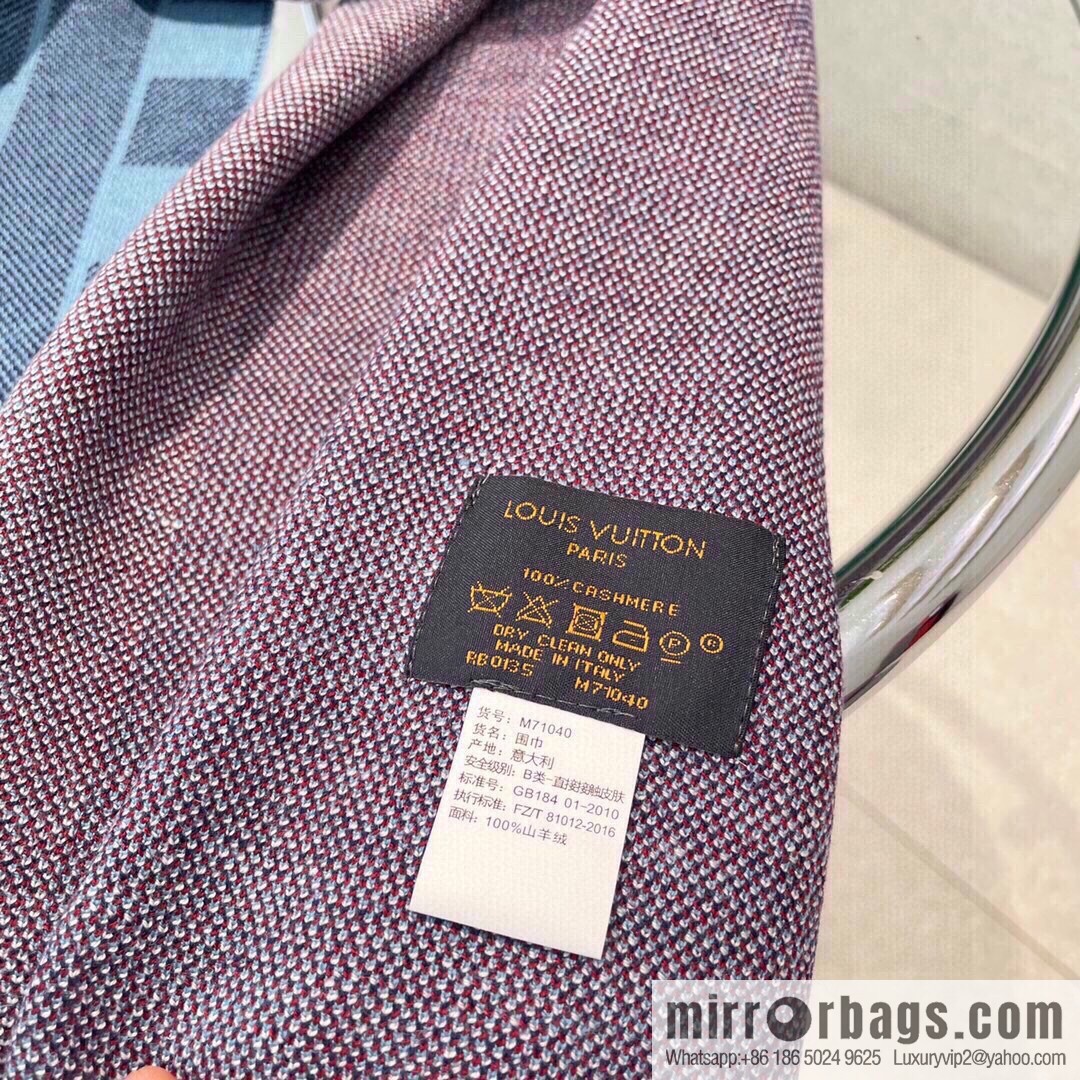 LOUIS VUITTON
PARIS
100% CASHMERE
P
DRY CLEAN ONLY
MADE IN ITALY
RB0135 M71040
货号: M71040
货名: 围巾
产地: 意大利
安全级别: B类-直接接触皮肤
标准号: GB184 01-2010
执行标准: FZ/T 81012-2016
面料: 100%山羊绒
mirrorbags.com
Whatsapp:+86 186 5024 9625 Luxuryvip2@yahoo.com